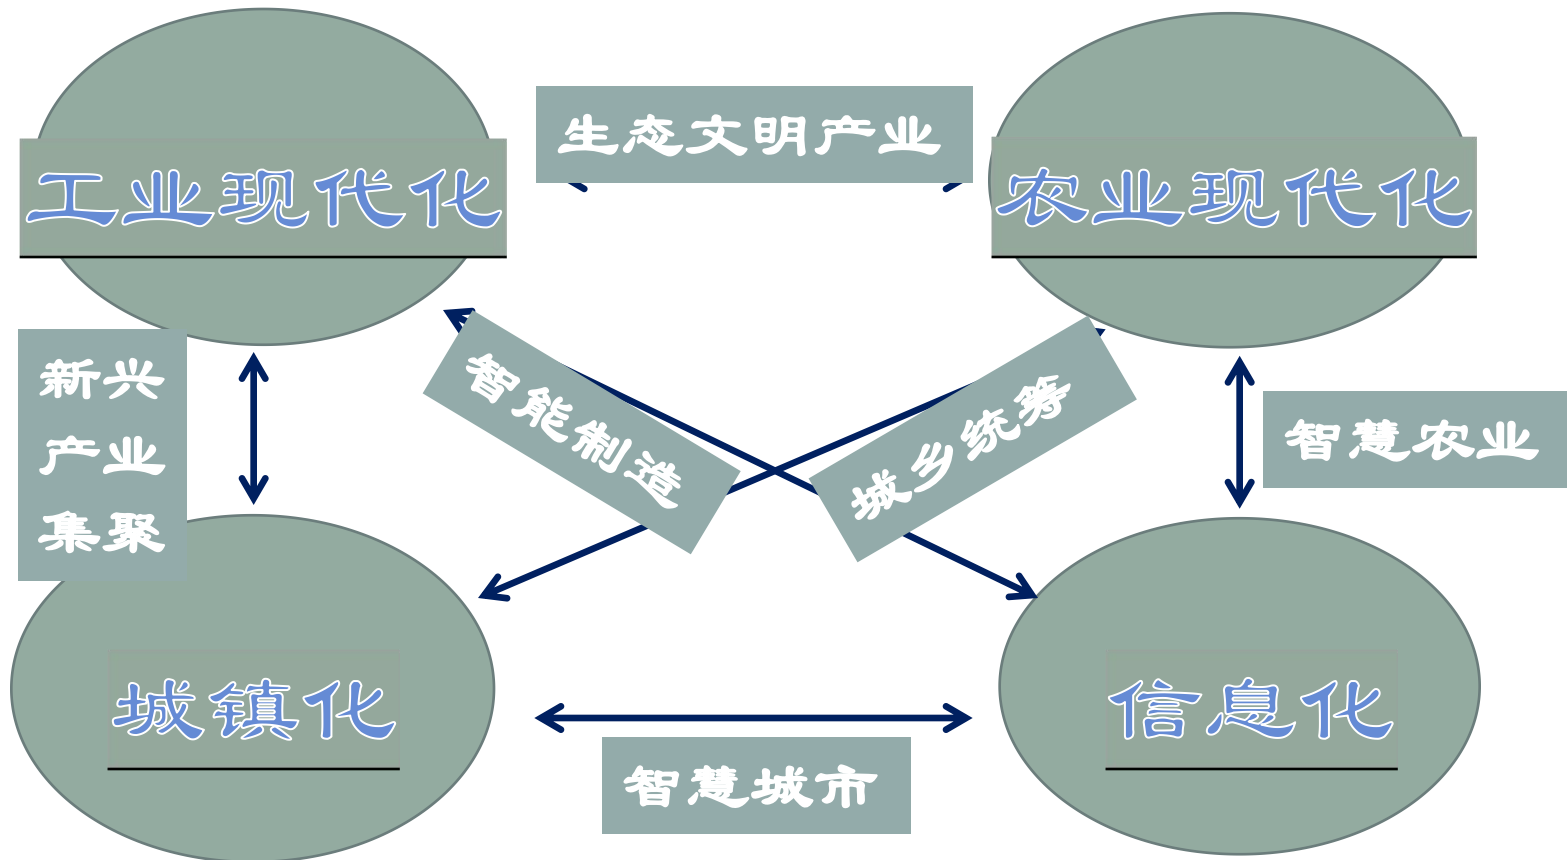 生态文明产业
工业现代化
农业现代化
新兴
产业
集聚
智能制造
城乡统筹
智慧农业
城镇化
信息化
智慧城市